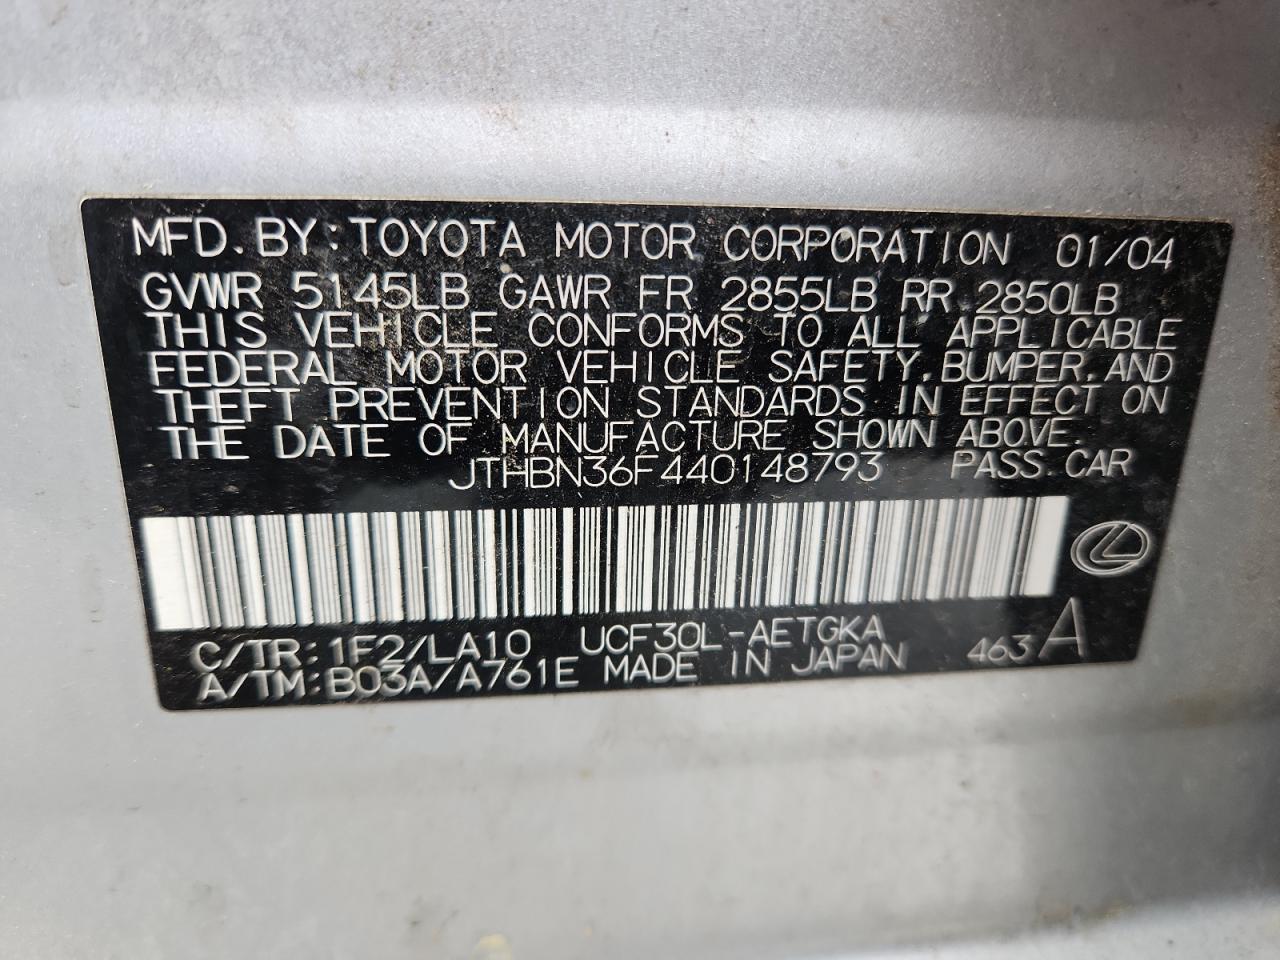 MFD. BY: TOYOTA MOTOR CORPORATION 01/04
GVWR 5145LB GAWR FR 2855LB RR 2850LB
THIS VEHICLE CONFORMS TO ALL APPLICABLE
FEDERAL MOTOR VEHICLE SAFETY, BUMPER, AND
THEFT PREVENTION STANDARDS IN EFFECT ON
THE DATE OF MANUFACTURE SHOWN ABOVE.
JTHBN36F440148793 PASS. CAR
C/TR: 1F2/LA10 UCF30L-AETGKA
A/TM: B03A/A761E MADE IN JAPAN 463 A